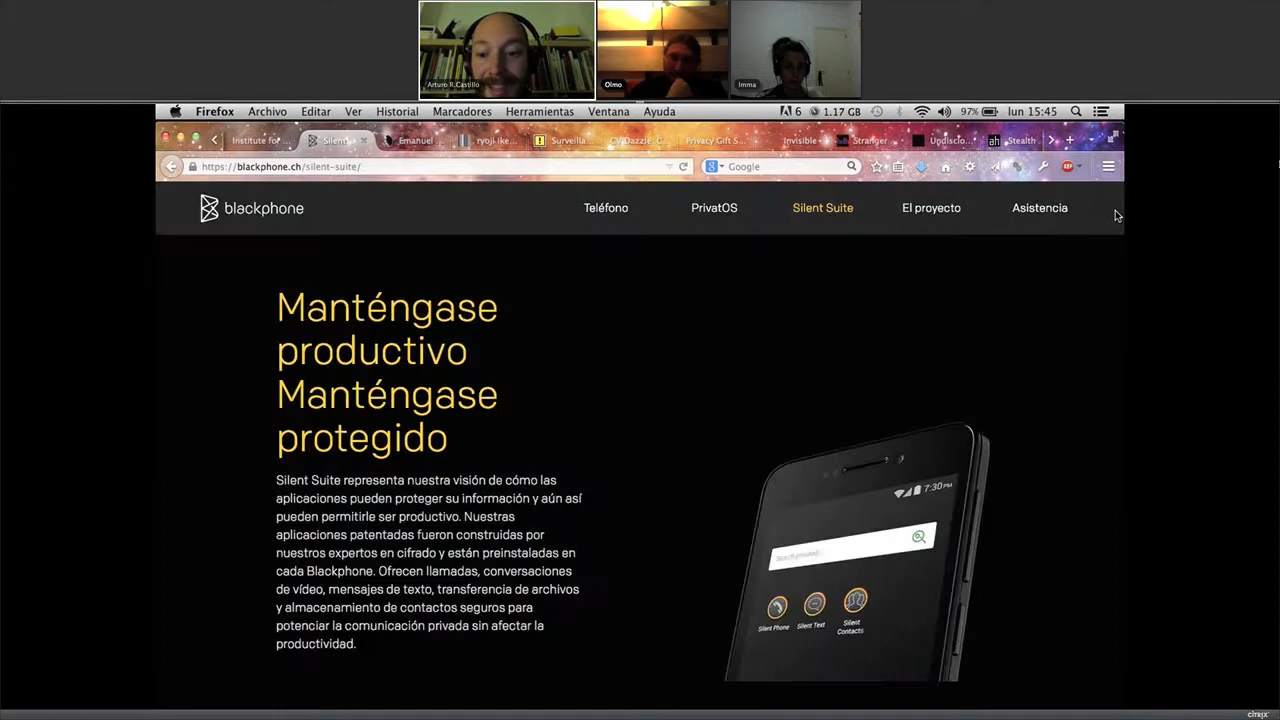 Arturo R.Castillo
Olmo
Imma
Firefox Archivo Editar Ver Historial Marcadores Herramientas Ventana Ayuda 6 1.17 GB 97% lun 15:45
Institute for ... Silent Emanuel ryoji ike... Surveilla CV Dazzle: C... Privacy Gift S Invisible Stranger Undisclo ah Stealth
https://blackphone.ch/silent-suite/ Google
blackphone Teléfono PrivatOS Silent Suite El proyecto Asistencia
Manténgase
productivo
Manténgase
protegido
Silent Suite representa nuestra visión de cómo las
aplicaciones pueden proteger su información y aún así
pueden permitirle ser productivo. Nuestras
aplicaciones patentadas fueron construidas por
nuestros expertos en cifrado y están preinstaladas en
cada Blackphone. Ofrecen llamadas, conversaciones
de vídeo, mensajes de texto, transferencia de archivos
y almacenamiento de contactos seguros para
potenciar la comunicación privada sin afectar la
productividad.
7:30 PM
Silent Phone Silent Text Silent
Contacts
CITRIX